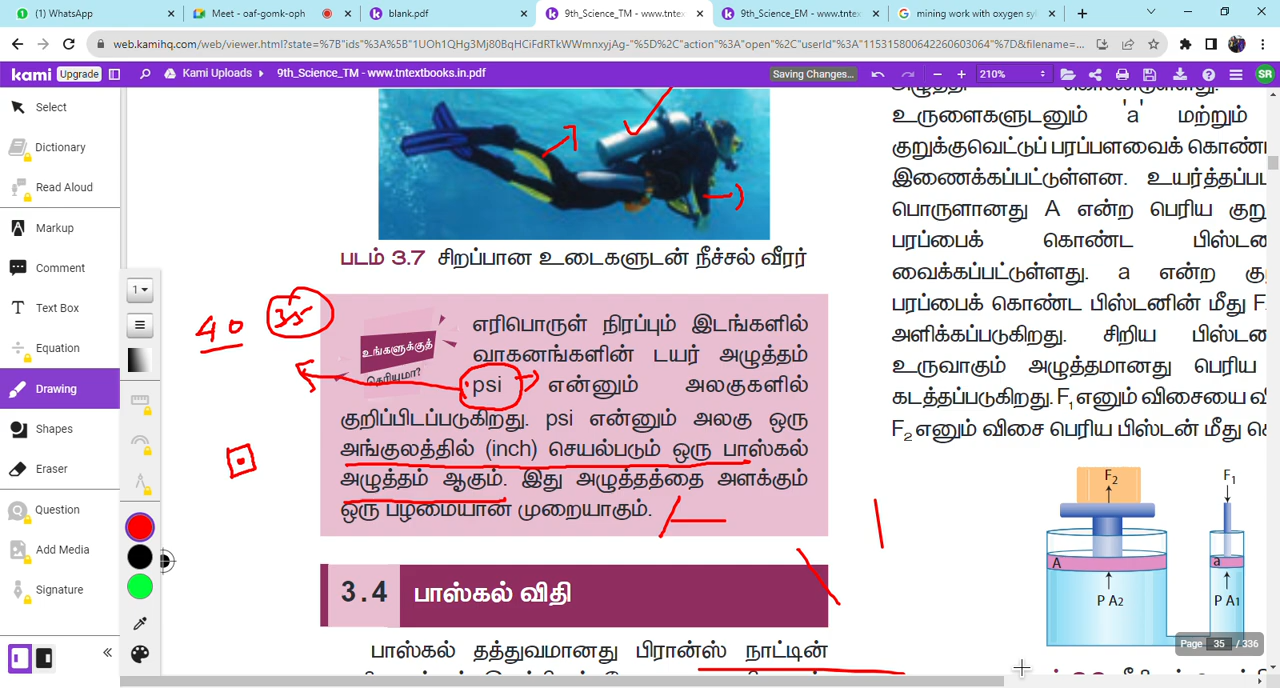 (1) WhatsApp
Meet - oaf-gomk-oph
blank.pdf
9th_Science_TM - www.tntex
9th_Science_EM - www.tntex
mining work with oxygen syl
web.kamihq.com/web/viewer.html?state=%7B"ids"%3A%5B"1UOh1QHg3Mj80BqHCiFdRTkWWmnxyjAg-"%5D%2C"action"%3A"open"%2C"userId"%3A"115315800642260603064"%7D&filename=...
kami
Upgrade
Kami Uploads
9th_Science_TM - www.tntextbooks.in.pdf
Saving Changes...
210%
SR
Select
Dictionary
Read Aloud
Markup
Comment
Text Box
Equation
Drawing
Shapes
Eraser
Question
Add Media
Signature
1
படம் 3.7 சிறப்பான உடைகளுடன் நீச்சல் வீரர்
40 35
உங்களுக்குத்
தெரியுமா?
எரிபொருள் நிரப்பும் இடங்களில்
வாகனங்களின் டயர் அழுத்தம்
psi என்னும் அலகுகளில்
குறிப்பிடப்படுகிறது. psi என்னும் அலகு ஒரு
அங்குலத்தில் (inch) செயல்படும் ஒரு பாஸ்கல்
அழுத்தம் ஆகும். இது அழுத்தத்தை அளக்கும்
ஒரு பழமையான முறையாகும்.
3.4 பாஸ்கல் விதி
பாஸ்கல் தத்துவமானது பிரான்ஸ் நாட்டின்
உருளைகளுடனும் 'a' மற்றும்
குறுக்குவெட்டுப் பரப்பளவைக் கொண்
இணைக்கப்பட்டுள்ளன. உயர்த்தப்ப
பொருளானது A என்ற பெரிய குறு
பரப்பைக் கொண்ட பிஸ்ட
வைக்கப்பட்டுள்ளது. a என்ற கு
பரப்பைக் கொண்ட பிஸ்டனின் மீது F
அளிக்கப்படுகிறது. சிறிய பிஸ்ட
உருவாகும் அழுத்தமானது பெரிய
கடத்தப்படுகிறது. F₁ எனும் விசையை வி
F₂ எனும் விசை பெரிய பிஸ்டன் மீது செ
F₂
F₁
A
a
P A₂
P A₁
Page 35 / 336